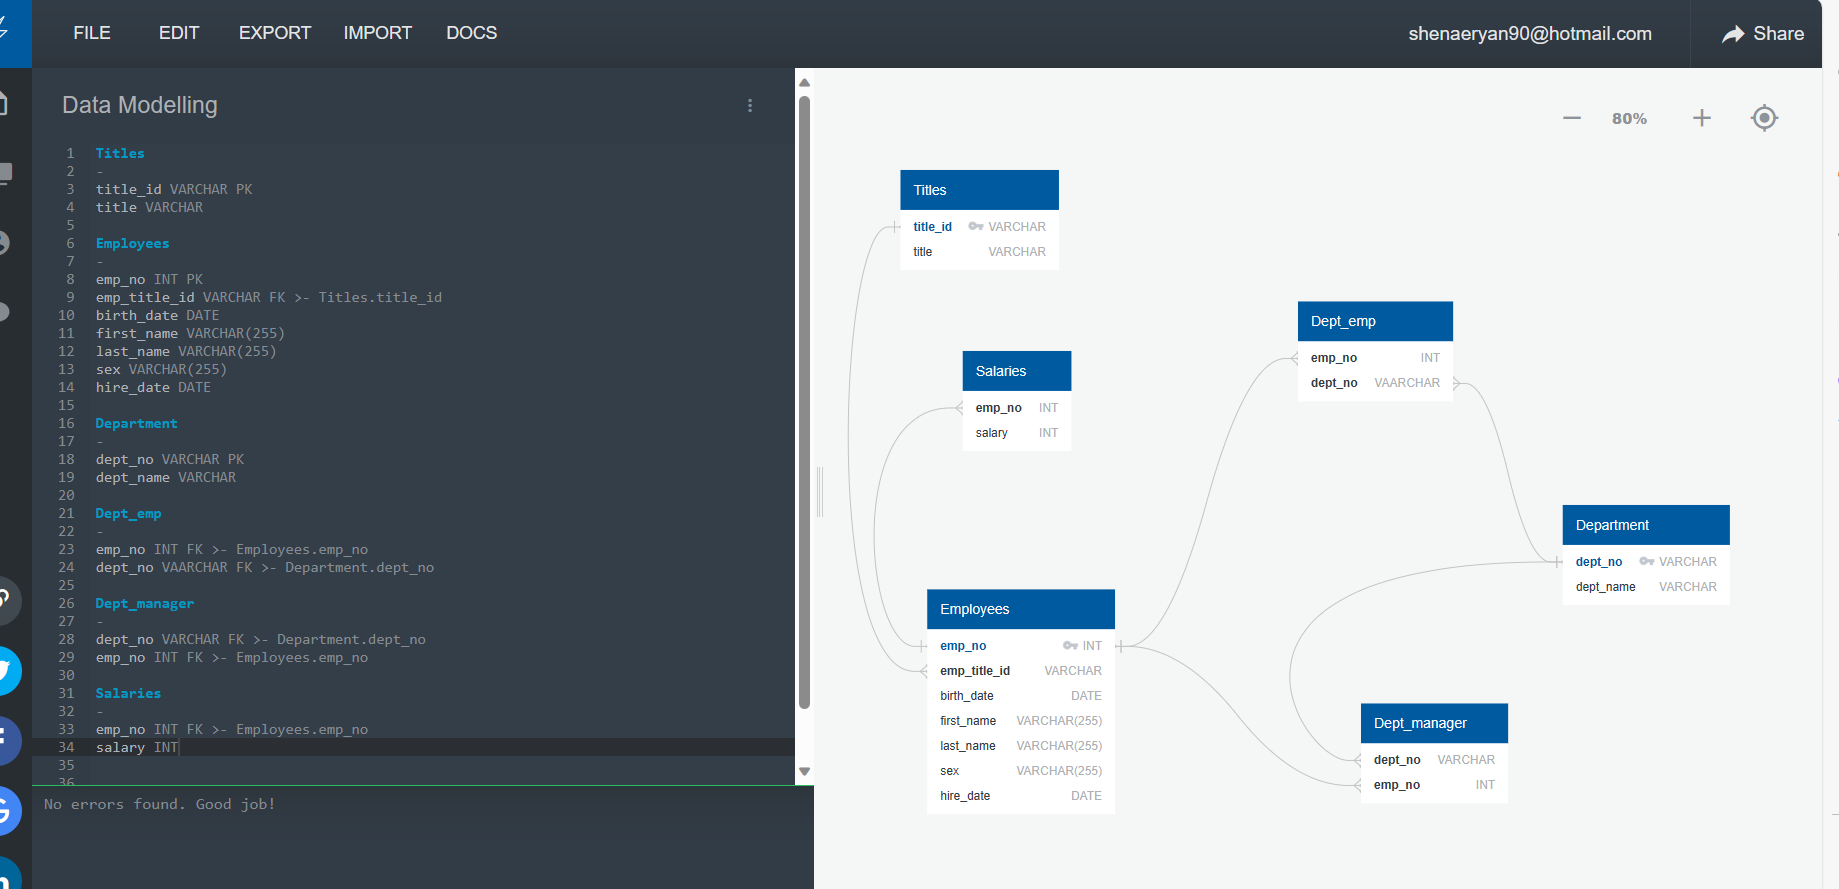 FILE EDIT EXPORT IMPORT DOCS shenaeryan90@hotmail.com Share
Data Modelling
1 Titles
2 -
3 title_id VARCHAR PK
4 title VARCHAR
5
6 Employees
7 -
8 emp_no INT PK
9 emp_title_id VARCHAR FK >- Titles.title_id
10 birth_date DATE
11 first_name VARCHAR(255)
12 last_name VARCHAR(255)
13 sex VARCHAR(255)
14 hire_date DATE
15
16 Department
17 -
18 dept_no VARCHAR PK
19 dept_name VARCHAR
20
21 Dept_emp
22 -
23 emp_no INT FK >- Employees.emp_no
24 dept_no VAARCHAR FK >- Department.dept_no
25
26 Dept_manager
27 -
28 dept_no VARCHAR FK >- Department.dept_no
29 emp_no INT FK >- Employees.emp_no
30
31 Salaries
32 -
33 emp_no INT FK >- Employees.emp_no
34 salary INT
35
36
No errors found. Good job!
80%
Titles
title_id VARCHAR
title VARCHAR
Dept_emp
emp_no INT
dept_no VAARCHAR
Salaries
emp_no INT
salary INT
Department
dept_no VARCHAR
dept_name VARCHAR
Employees
emp_no INT
emp_title_id VARCHAR
birth_date DATE
first_name VARCHAR(255)
last_name VARCHAR(255)
sex VARCHAR(255)
hire_date DATE
Dept_manager
dept_no VARCHAR
emp_no INT